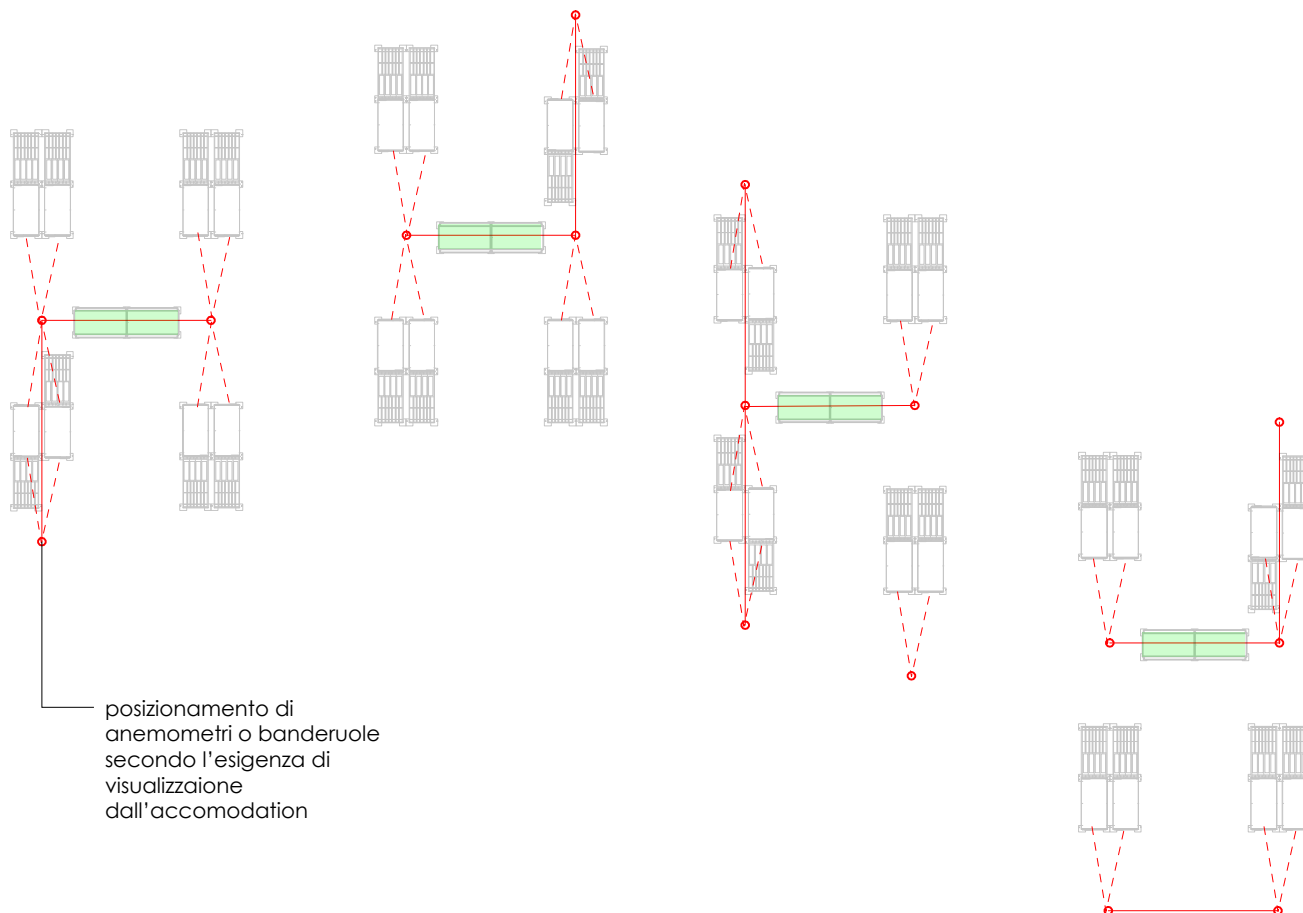 posizionamento di
anemometri o banderuole
secondo l'esigenza di
visualizzaione
dall'accomodation